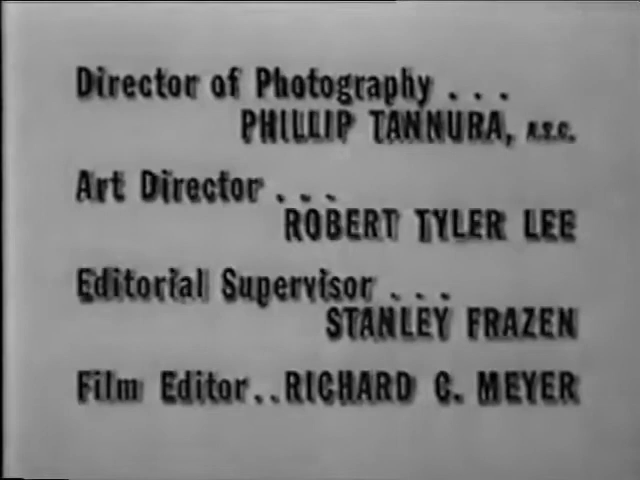 Director of Photography . . .
PHILLIP TANNURA, A.S.C.
Art Director . . .
ROBERT TYLER LEE
Editorial Supervisor . . .
STANLEY FRAZEN
Film Editor..RICHARD C. MEYER